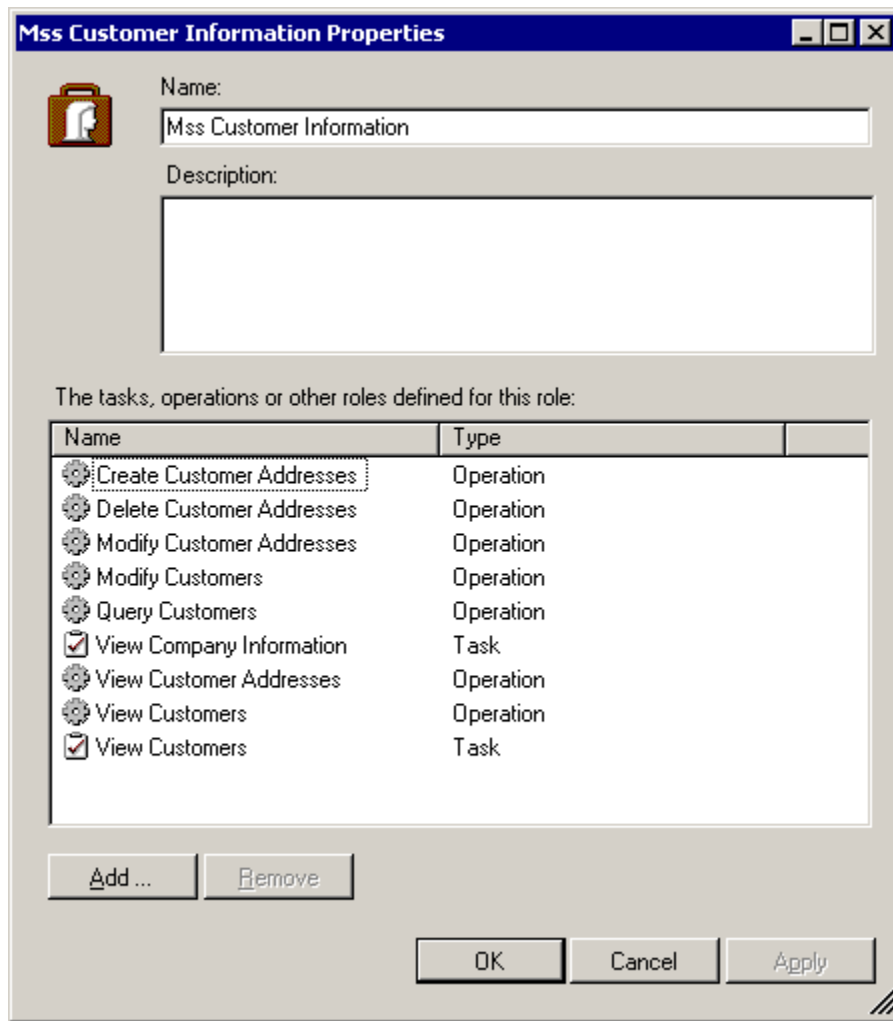 Mss Customer Information Properties
Name:
Mss Customer Information
Description:
The tasks, operations or other roles defined for this role:
Name Type
Create Customer Addresses Operation
Delete Customer Addresses Operation
Modify Customer Addresses Operation
Modify Customers Operation
Query Customers Operation
View Company Information Task
View Customer Addresses Operation
View Customers Operation
View Customers Task
Add ... Remove
OK Cancel Apply